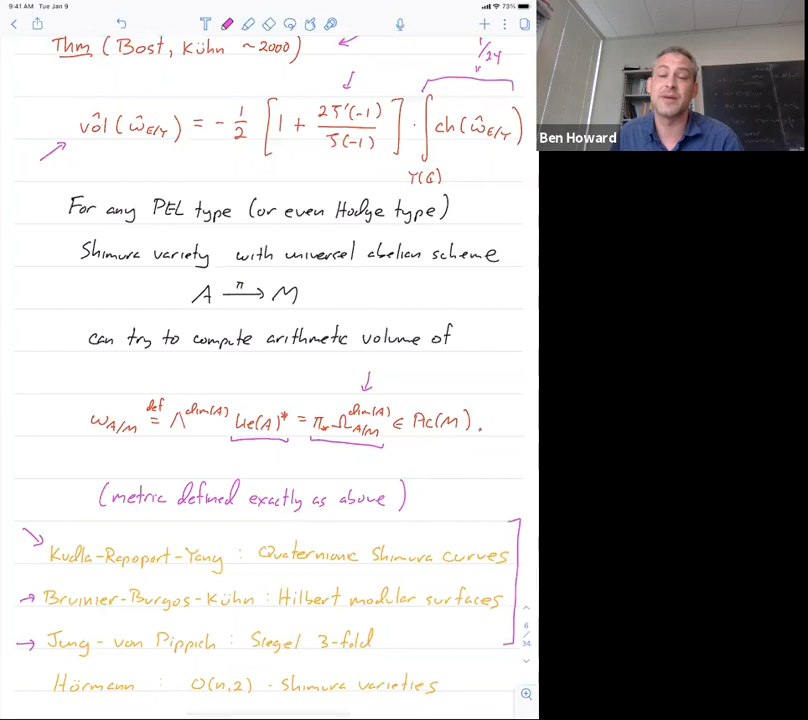 9:41 AM Tue Jan 9
73%
Thm (Bost, Kühn ~2000)
1/24
vol̂(ω̂_{E/Y}) = - 1/2 [1 + 2ζ'(-1)/ζ(-1)] · ∫_{Y(C)} ch(ω̂_{E/Y})
For any PEL type (or even Hodge type)
Shimura variety with universal abelian scheme
A →^π M
can try to compute arithmetic volume of
ω_{A/M} =^{def} Λ^{dim(A)} Lie(A)* = π_* Ω^{dim(A)}_{A/M} ∈ Pic(M).
(metric defined exactly as above)
Kudla-Rapoport-Yang : Quaternionic Shimura curves
Bruinier-Burgos-Kühn : Hilbert modular surfaces
Jung - von Pippich : Siegel 3-fold
Hörmann : O(n,2) - Shimura varieties
6
/
34
Ben Howard